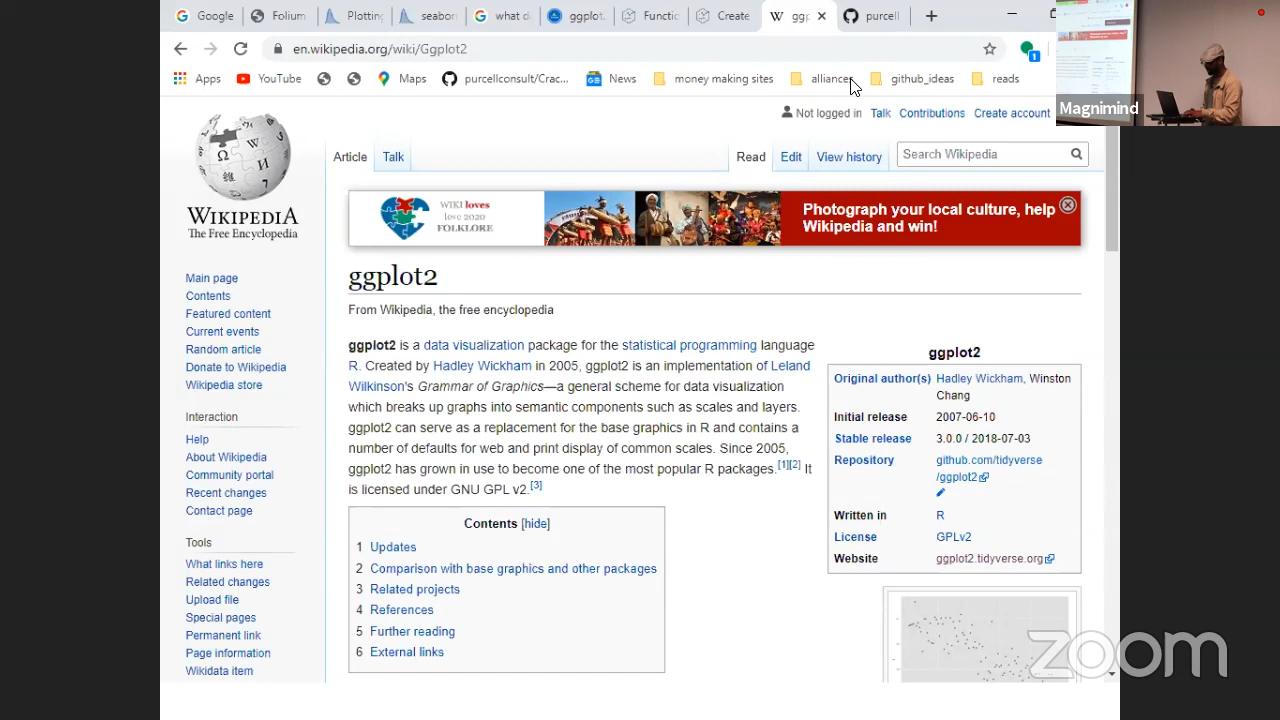 Google
Folium
what d
ggplot.
Functi
Create
ggp
purcell
en.wikipedia.org/wiki/Ggplot2
Apps
YouTube
News
github_ideas
reads
Magnimind
Not logged in
Talk
Contributions
Create account
Article
Talk
Read
Edit
View history
Search Wikipedia
WIKIPEDIA
The Free Encyclopedia
WIKI loves
love 2020
FOLKLORE
Photograph your local culture, help
Wikipedia and win!
Main page
Contents
Featured content
Current events
Random article
Donate to Wikipedia
Wikipedia store
Interaction
Help
About Wikipedia
Community portal
Recent changes
Contact page
Tools
What links here
Related changes
Upload file
Special pages
Permanent link
Page information
Wikidata item
ggplot2
From Wikipedia, the free encyclopedia
ggplot2 is a data visualization package for the statistical programming language
R. Created by Hadley Wickham in 2005, ggplot2 is an implementation of Leland
Wilkinson's Grammar of Graphics—a general scheme for data visualization
which breaks up graphs into semantic components such as scales and layers.
ggplot2 can serve as a replacement for the base graphics in R and contains a
number of defaults for web and print display of common scales. Since 2005,
ggplot2 has grown in use to become one of the most popular R packages.[1][2] It
is licensed under GNU GPL v2.[3]
Contents [hide]
1 Updates
2 Comparison with base graphics and other packages
3 Related projects
4 References
5 Further reading
6 External links
ggplot2
Original author(s) Hadley Wickham, Winston
Chang
Initial release 2007-06-10
Stable release 3.0.0 / 2018-07-03
Repository github.com/tidyverse
/ggplot2
Written in R
License GPLv2
Website ggplot2.tidyverse.org
zoom